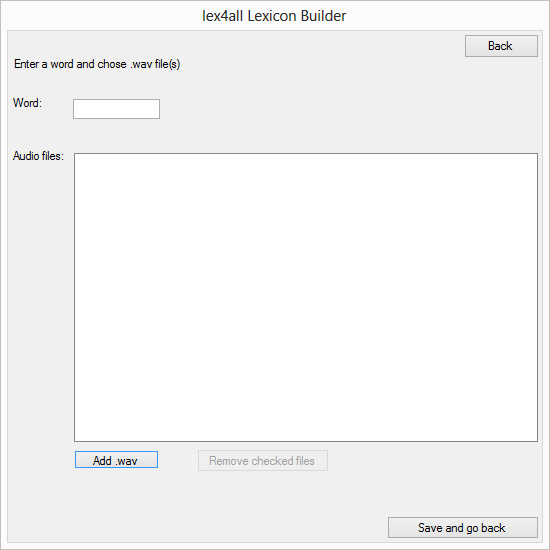 lex4all Lexicon Builder
Back
Enter a word and chose .wav file(s)
Word:
Audio files:
Add .wav
Remove checked files
Save and go back